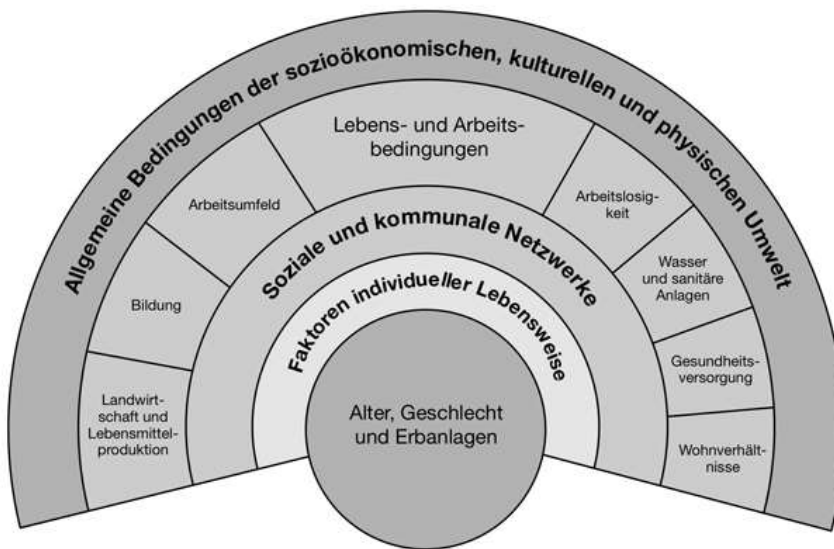 Allgemeine Bedingungen der sozioökonomischen, kulturellen und physischen Umwelt
Lebens- und Arbeits-
bedingungen
Landwirt-
schaft und
Lebensmittel-
produktion
Bildung
Arbeitsumfeld
Arbeitslosig-
keit
Wasser
und sanitäre
Anlagen
Gesundheits-
versorgung
Wohnverhält-
nisse
Soziale und kommunale Netzwerke
Faktoren individueller Lebensweise
Alter, Geschlecht
und Erbanlagen